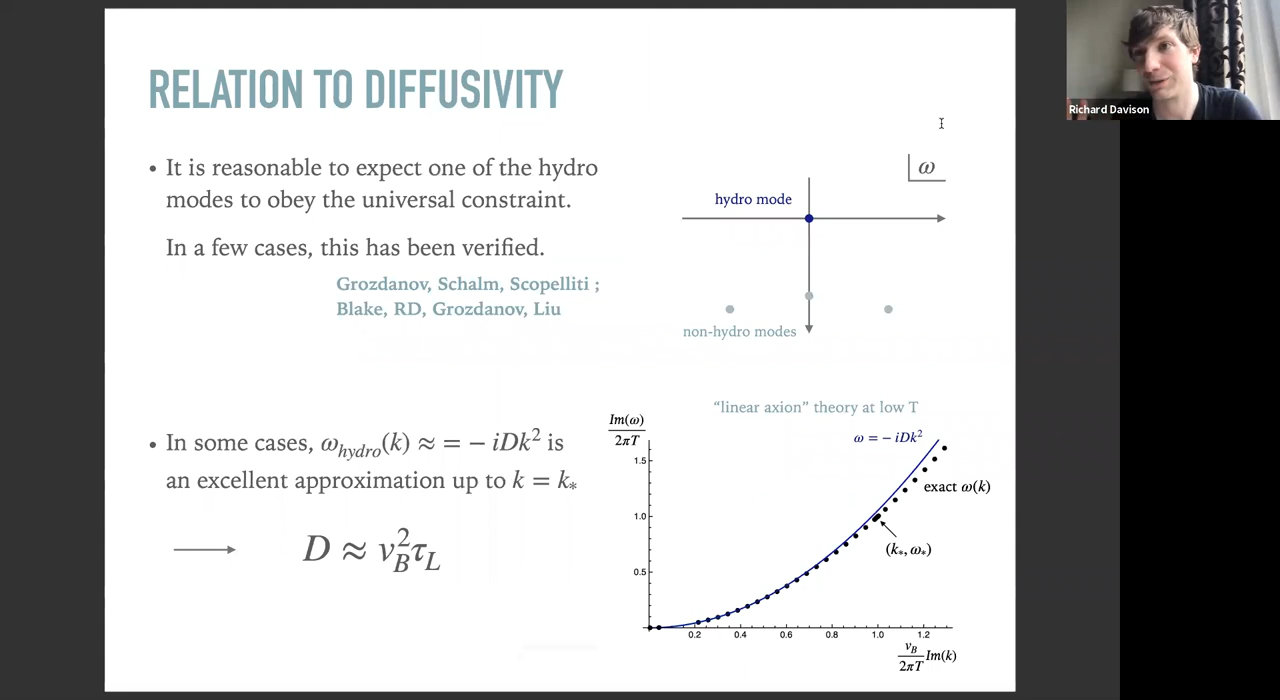 RELATION TO DIFFUSIVITY
Richard Davison
• It is reasonable to expect one of the hydro
modes to obey the universal constraint.
In a few cases, this has been verified.
Grozdanov, Schalm, Scopelliti ;
Blake, RD, Grozdanov, Liu
ω
hydro mode
non-hydro modes
• In some cases, ω_hydro(k) ≈ = − iDk² is
an excellent approximation up to k = k_*
D ≈ v_B² τ_L
"linear axion" theory at low T
Im(ω)
2πT
ω = − iDk²
exact ω(k)
(k_*, ω_*)
1.5
1.0
0.5
0.2 0.4 0.6 0.8 1.0 1.2
v_B
2πT
Im(k)